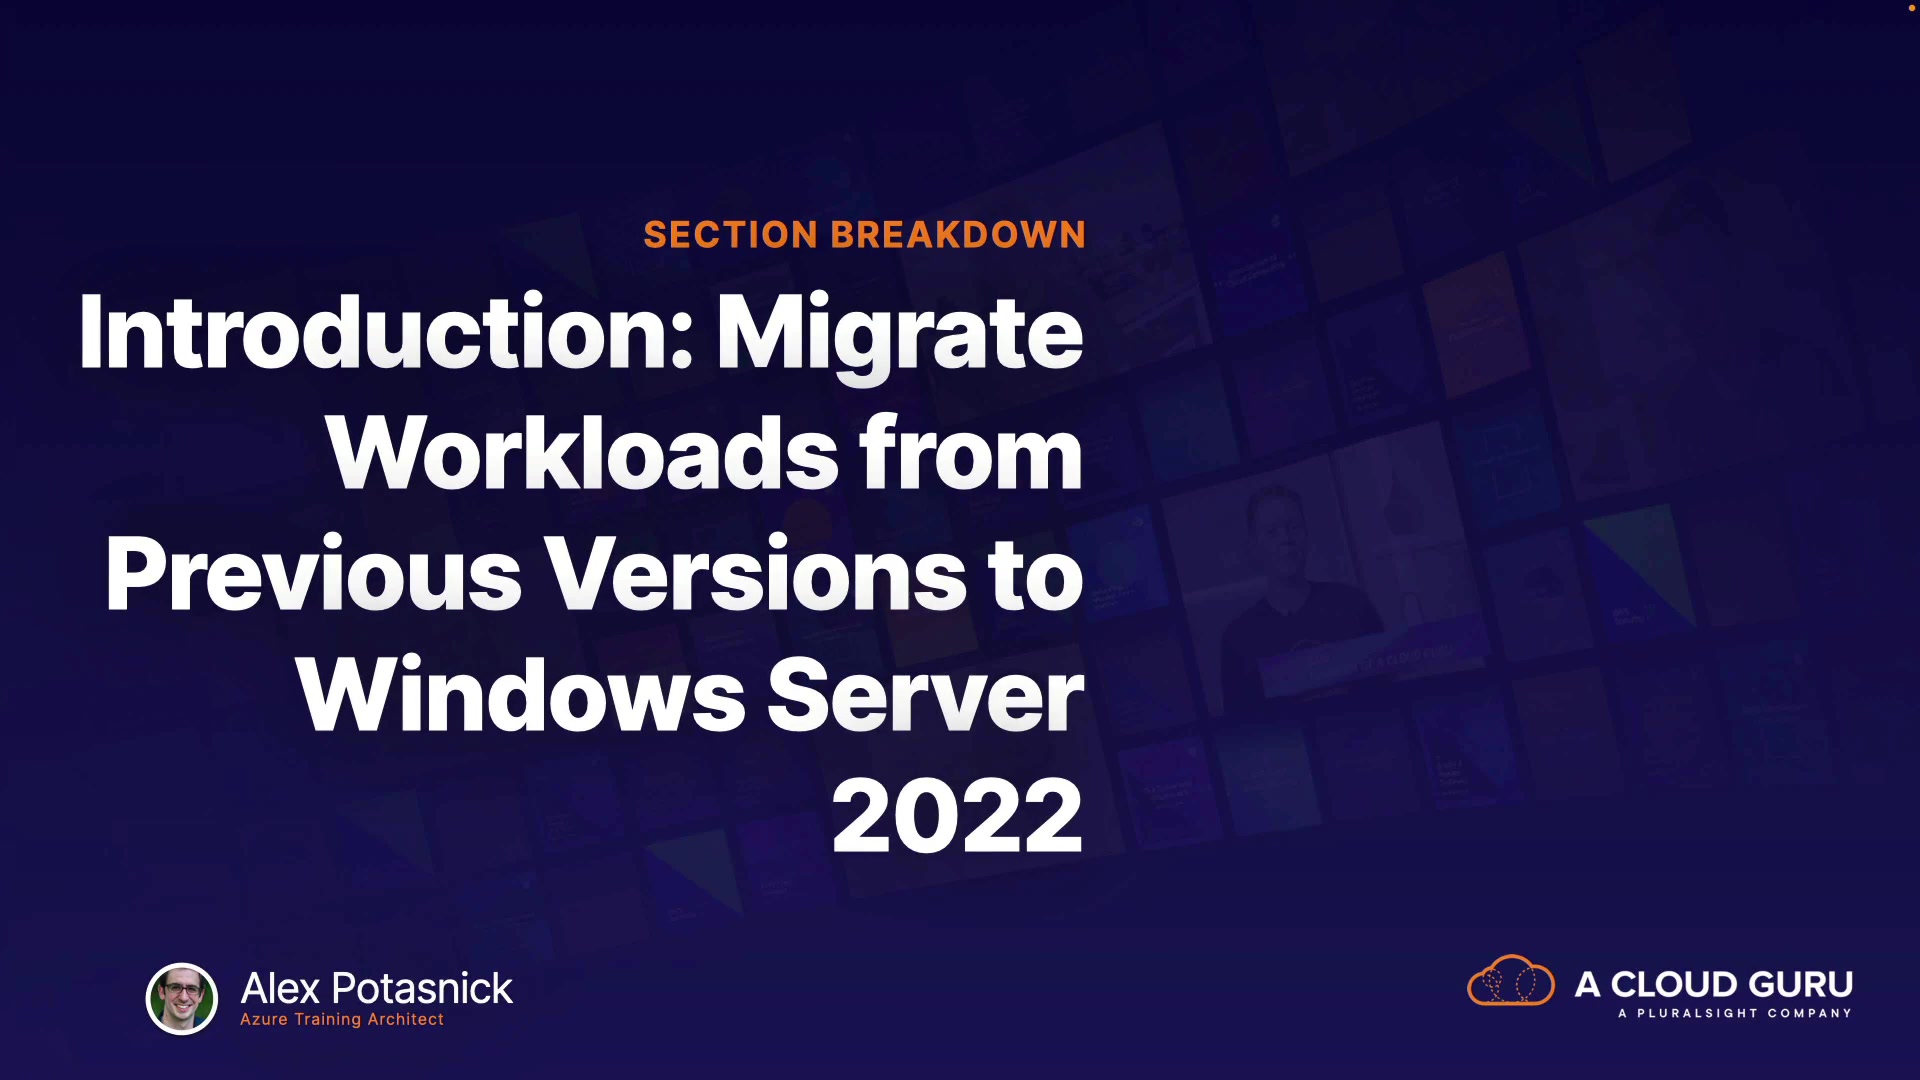 SECTION BREAKDOWN
Introduction: Migrate
Workloads from
Previous Versions to
Windows Server
2022
Alex Potasnick
Azure Training Architect
A CLOUD GURU
A PLURALSIGHT COMPANY